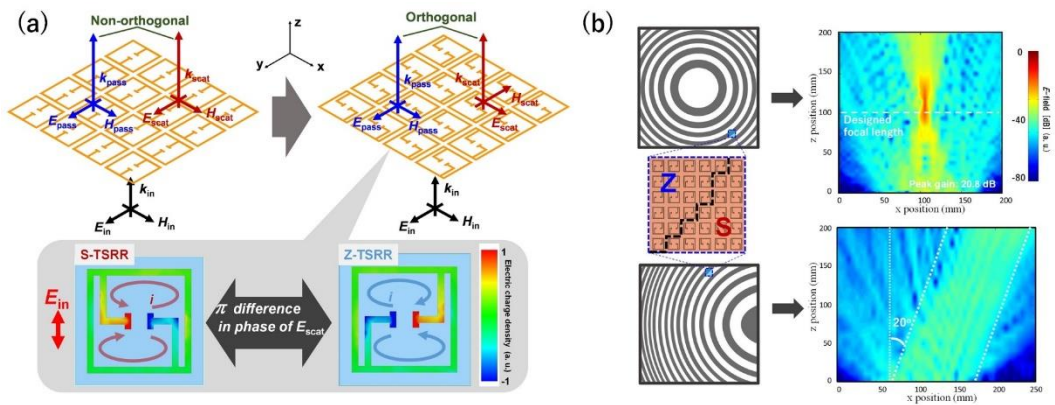 (a)
Non-orthogonal
Orthogonal
z
y
x
k_pass
k_scat
E_pass
H_pass
E_scat
H_scat
k_in
E_in
H_in
k_pass
k_scat
E_pass
H_pass
E_scat
H_scat
k_in
E_in
H_in
S-TSRR
Z-TSRR
E_in
i
i
π difference
in phase of E_scat
1
-1
Electric charge
density (a. u.)
(b)
Z
S
200
150
100
50
0
z position (mm)
Designed
focal length
Peak gain: 20.8 dB
0
50
100
150
200
x position (mm)
0
-40
-80
E-field [dB] (a. u.)
200
150
100
50
0
z position (mm)
20°
0
50
100
150
200
250
x position (mm)